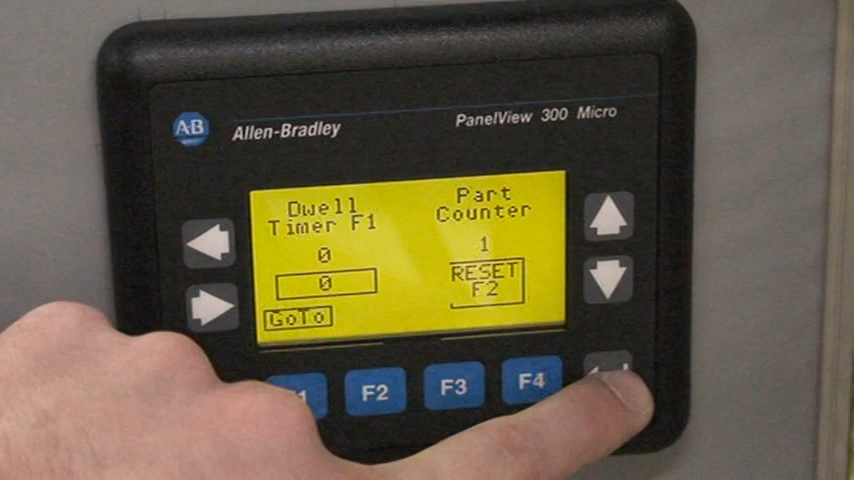 AB
Allen-Bradley
PanelView 300 Micro
Dwell
Timer F1
0
0
GoTo
Part
Counter
1
RESET
F2
F2
F3
F4